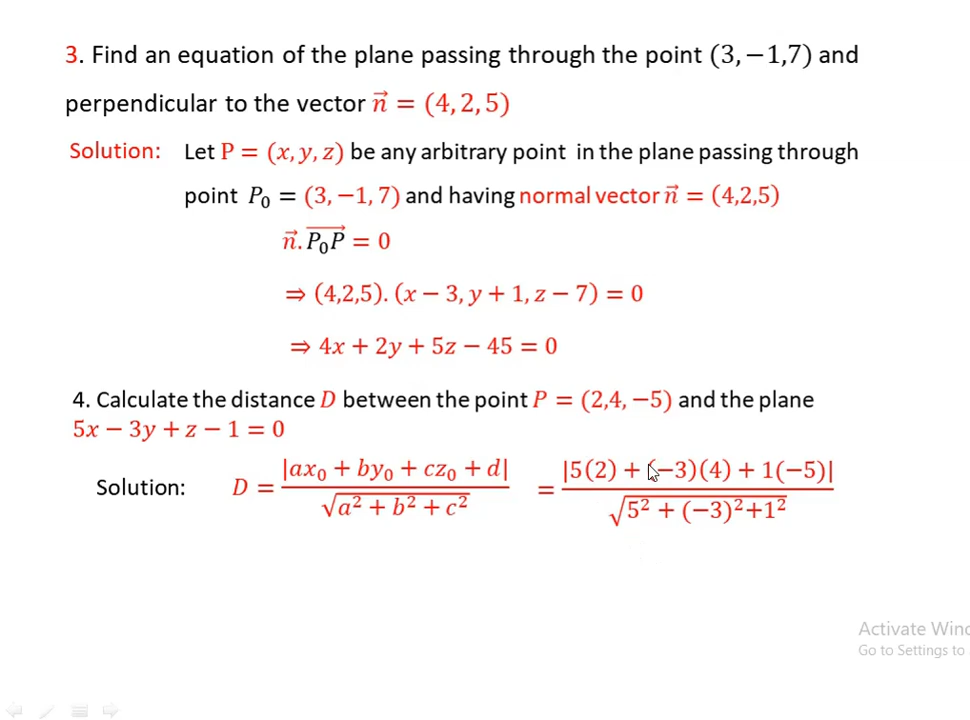 3. Find an equation of the plane passing through the point (3, −1,7) and
perpendicular to the vector n⃗ = (4, 2, 5)
Solution: Let P = (x, y, z) be any arbitrary point in the plane passing through
point P₀ = (3, −1, 7) and having normal vector n⃗ = (4,2,5)
n⃗. P₀P⃗ = 0
⇒ (4,2,5). (x − 3, y + 1, z − 7) = 0
⇒ 4x + 2y + 5z − 45 = 0
4. Calculate the distance D between the point P = (2,4, −5) and the plane
5x − 3y + z − 1 = 0
Solution: D = |ax₀ + by₀ + cz₀ + d| / √(a² + b² + c²) = |5(2) + (−3)(4) + 1(−5)| / √(5² + (−3)²+1²)
Activate Wind
Go to Settings to